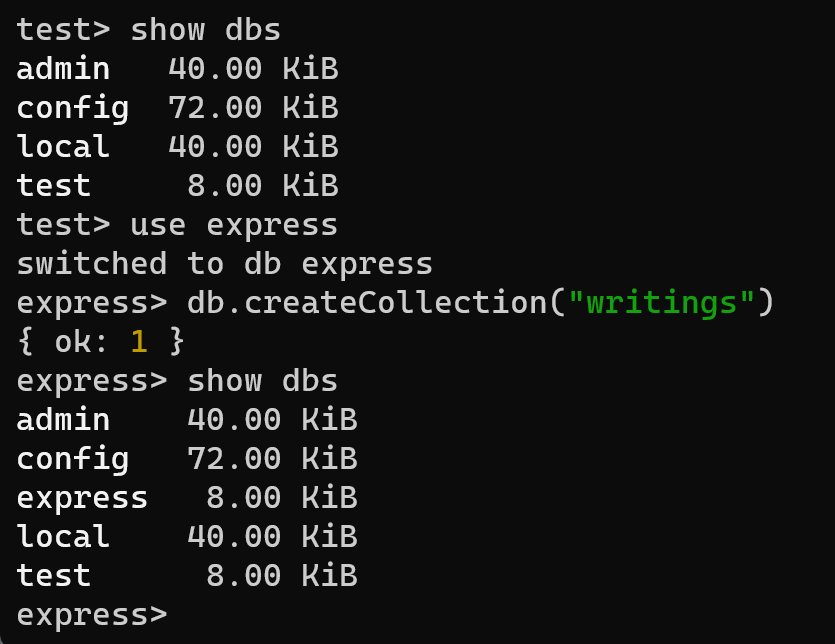 test> show dbs
admin   40.00 KiB
config  72.00 KiB
local   40.00 KiB
test     8.00 KiB
test> use express
switched to db express
express> db.createCollection("writings")
{ ok: 1 }
express> show dbs
admin    40.00 KiB
config   72.00 KiB
express   8.00 KiB
local    40.00 KiB
test      8.00 KiB
express>